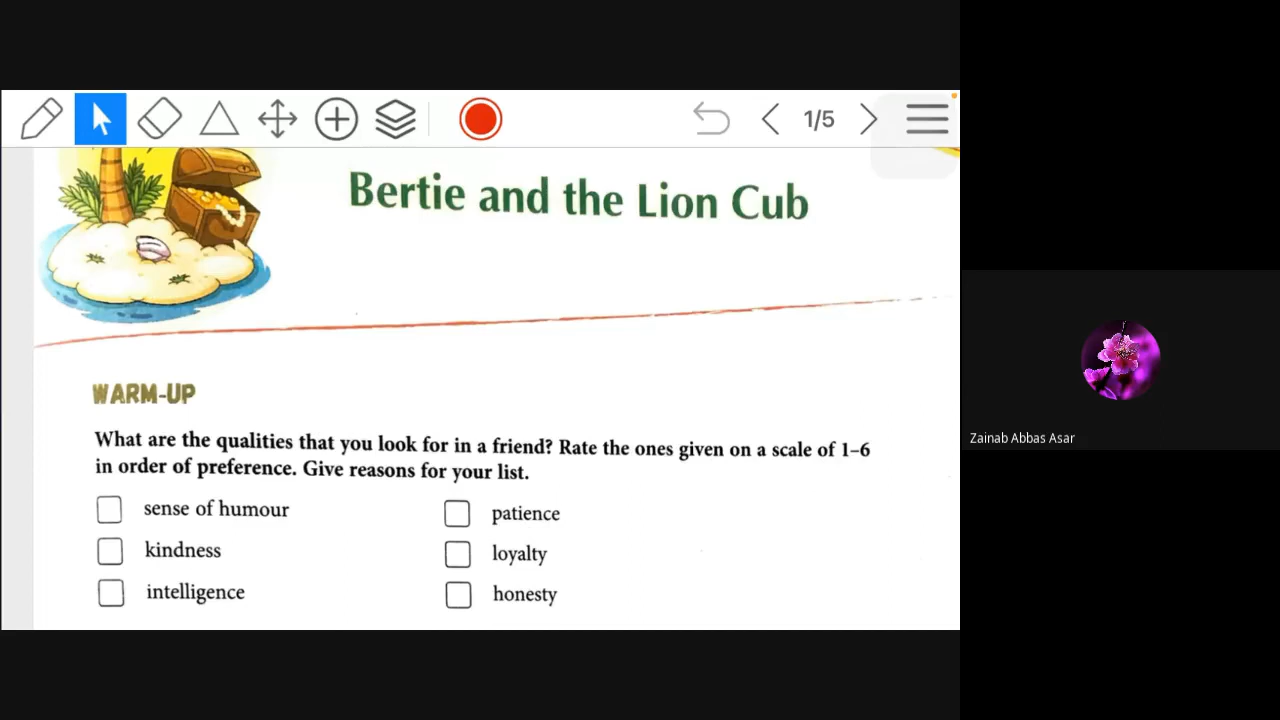 1/5
Bertie and the Lion Cub
WARM-UP
What are the qualities that you look for in a friend? Rate the ones given on a scale of 1–6
in order of preference. Give reasons for your list.
sense of humour
kindness
intelligence
patience
loyalty
honesty
Zainab Abbas Asar